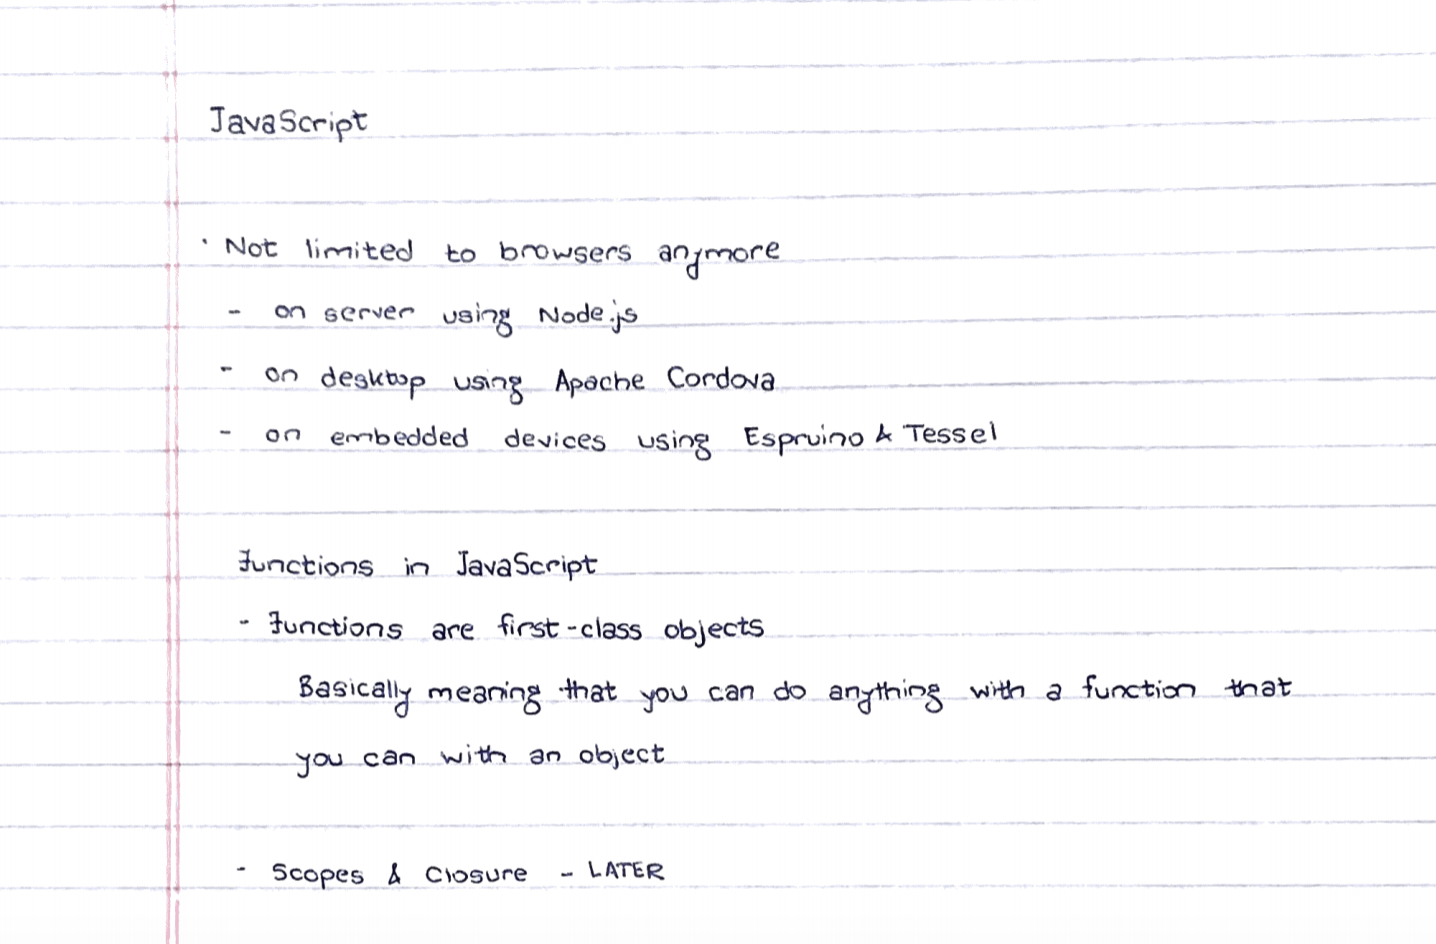 JavaScript
· Not limited to browsers anymore
- on server using Node.js
- on desktop using Apache Cordova
- on embedded devices using Espruino & Tessel
Functions in JavaScript
- Functions are first-class objects
Basically meaning that you can do anything with a function that
you can with an object
- Scopes & Closure - LATER